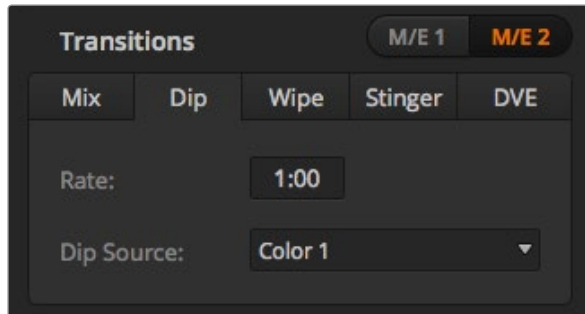 Transitions M/E 1 M/E 2
Mix Dip Wipe Stinger DVE
Rate: 1:00
Dip Source: Color 1